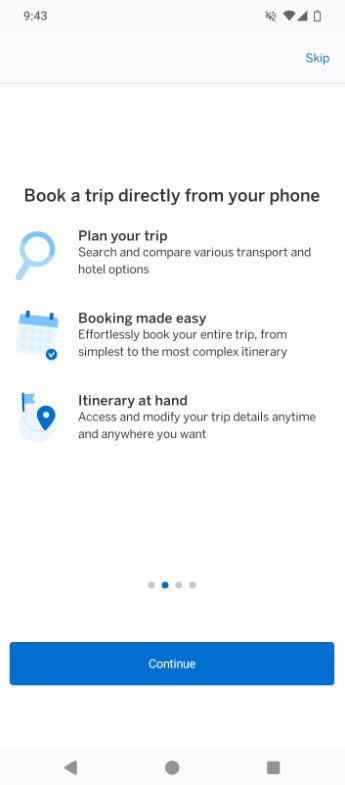 9:43
Skip
Book a trip directly from your phone
Plan your trip
Search and compare various transport and
hotel options
Booking made easy
Effortlessly book your entire trip, from
simplest to the most complex itinerary
Itinerary at hand
Access and modify your trip details anytime
and anywhere you want
Continue